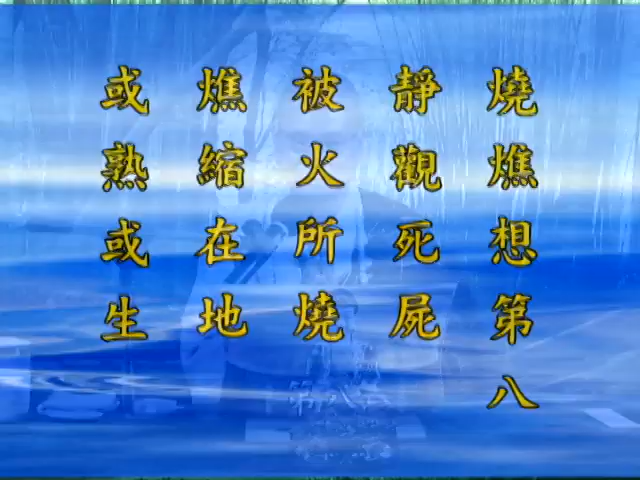 燒燋想第八
靜觀死屍
被火所燒
燋縮在地
或熟或生